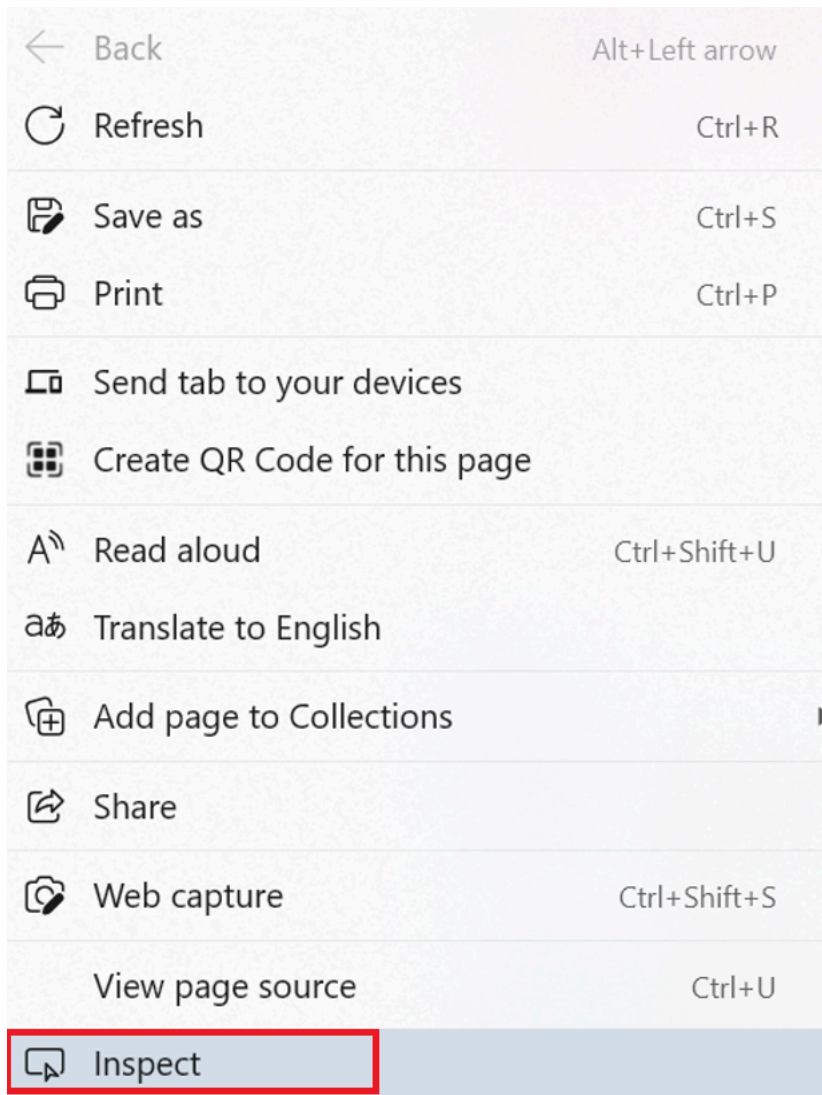 Back Alt+Left arrow
Refresh Ctrl+R
Save as Ctrl+S
Print Ctrl+P
Send tab to your devices
Create QR Code for this page
A Read aloud Ctrl+Shift+U
aあ Translate to English
Add page to Collections
Share
Web capture Ctrl+Shift+S
View page source Ctrl+U
Inspect